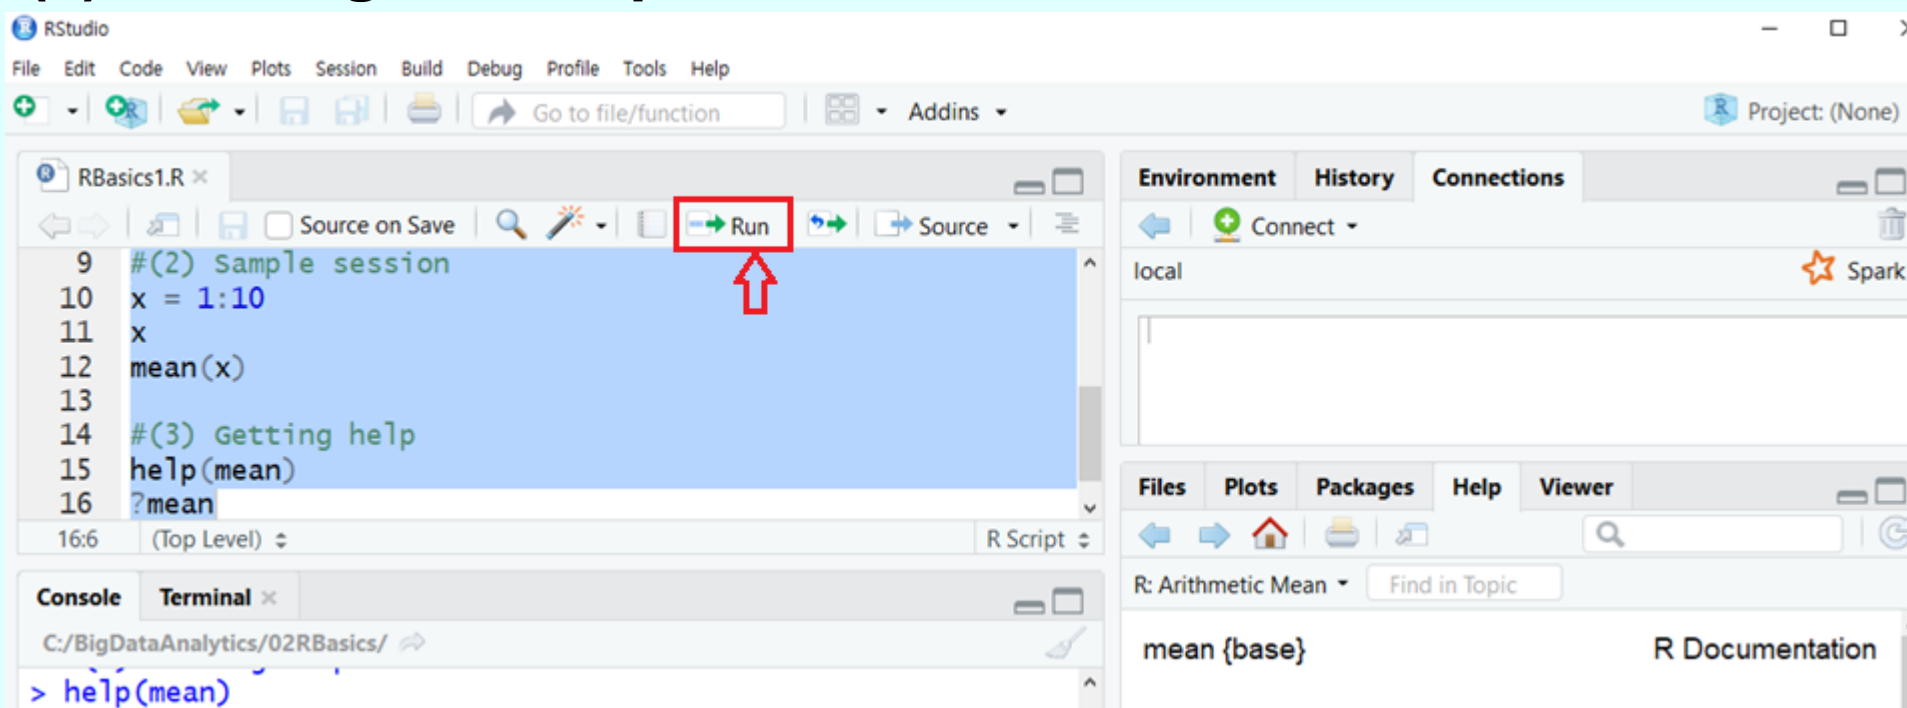 RStudio
File Edit Code View Plots Session Build Debug Profile Tools Help
Go to file/function Addins Project: (None)
RBasics1.R
Source on Save Run Source
9 #(2) Sample session
10 x = 1:10
11 x
12 mean(x)
13
14 #(3) Getting help
15 help(mean)
16 ?mean
16:6 (Top Level) R Script
Console Terminal
C:/BigDataAnalytics/02RBasics/
> help(mean)
Environment History Connections
Connect
local Spark
Files Plots Packages Help Viewer
R: Arithmetic Mean Find in Topic
mean {base} R Documentation